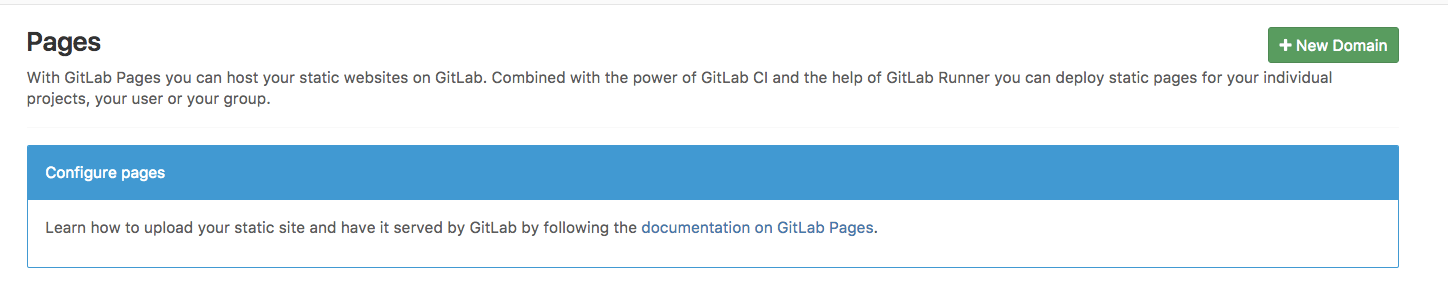 Pages
+ New Domain
With GitLab Pages you can host your static websites on GitLab. Combined with the power of GitLab CI and the help of GitLab Runner you can deploy static pages for your individual
projects, your user or your group.
Configure pages
Learn how to upload your static site and have it served by GitLab by following the documentation on GitLab Pages.